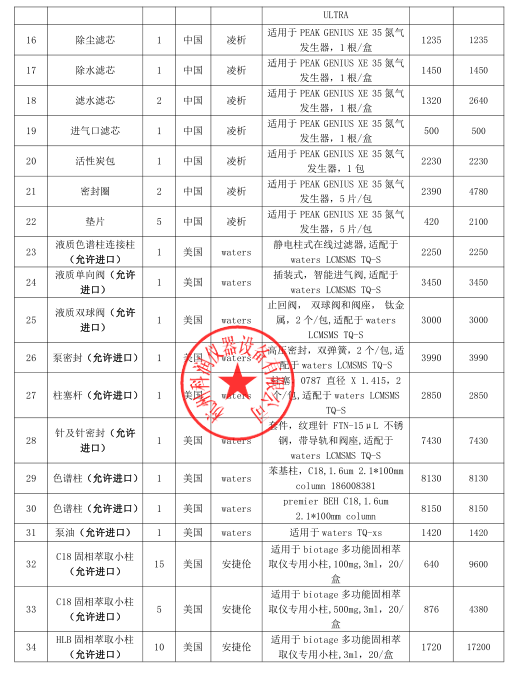 ULTRA
16 除尘滤芯 1 中国 凌析 适用于 PEAK GENIUS XE 35 氮气 1235 1235
发生器，1 根/盒
17 除水滤芯 1 中国 凌析 适用于 PEAK GENIUS XE 35 氮气 1450 1450
发生器，1 根/盒
18 滤水滤芯 2 中国 凌析 适用于 PEAK GENIUS XE 35 氮气 1320 2640
发生器，1 根/盒
19 进气口滤芯 1 中国 凌析 适用于 PEAK GENIUS XE 35 氮气 500 500
发生器，1 根/盒
20 活性炭包 1 中国 凌析 适用于 PEAK GENIUS XE 35 氮气 2230 2230
发生器，1 包
21 密封圈 2 中国 凌析 适用于 PEAK GENIUS XE 35 氮气 2390 4780
发生器，5 片/包
22 垫片 5 中国 凌析 适用于 PEAK GENIUS XE 35 氮气 420 2100
发生器，5 片/包
23 液质色谱柱连接柱 1 美国 waters 静电柱式在线过滤器,适配于 2250 2250
（允许进口） waters LCMSMS TQ-S
24 液质单向阀（允许 1 美国 waters 插装式，智能进气阀,适配于 3450 3450
进口） waters LCMSMS TQ-S
25 液质双球阀（允许 1 美国 waters 止回阀， 双球阀和阀座， 钛金 3000 3000
进口） 属，2 个/包,适配于 waters
LCMSMS TQ-S
26 泵密封（允许进口） 1 美国 waters 高压密封，双弹簧，2 个/包,适 3990 3990
配于 waters LCMSMS TQ-S
27 柱塞杆（允许进口） 1 美国 waters 柱塞，0787 直径 X 1.415，2 2850 2850
个/包,适配于 waters LCMSMS
TQ-S
28 针及针密封（允许 1 美国 waters 套件，纹理针 FTN-15μL 不锈 7430 7430
进口） 钢，带导轨和阀座,适配于
waters LCMSMS TQ-S
29 色谱柱（允许进口） 1 美国 waters 苯基柱，C18,1.6um 2.1*100mm 8130 8130
column 186008381
30 色谱柱（允许进口） 1 美国 waters premier BEH C18,1.6um 8150 8150
2.1*100mm column
31 泵油（允许进口） 1 美国 waters 适用于 waters TQ-xs 1420 1420
32 C18 固相萃取小柱 15 美国 安捷伦 适用于 biotage 多功能固相萃 640 9600
（允许进口） 取仪专用小柱,100mg,3ml，20/
盒
33 C18 固相萃取小柱 5 美国 安捷伦 适用于 biotage 多功能固相萃 876 4380
（允许进口） 取仪专用小柱,500mg,3ml，20/
盒
34 HLB 固相萃取小柱 10 美国 安捷伦 适用于 biotage 多功能固相萃 1720 17200
（允许进口） 取仪专用小柱,3ml，20/盒
杭州科润仪器设备有限公司